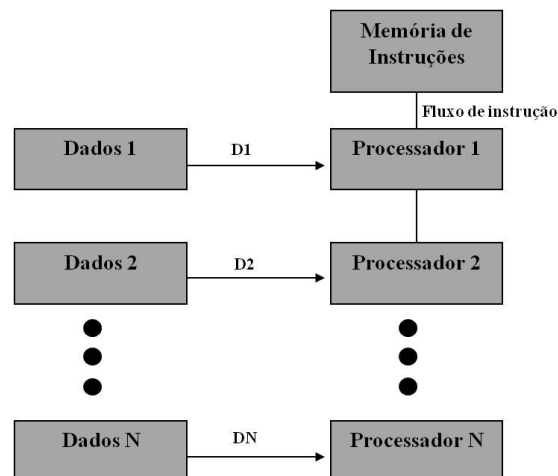 Memória de
Instruções
Fluxo de instrução
Dados 1
D1
Processador 1
Dados 2
D2
Processador 2
Dados N
DN
Processador N